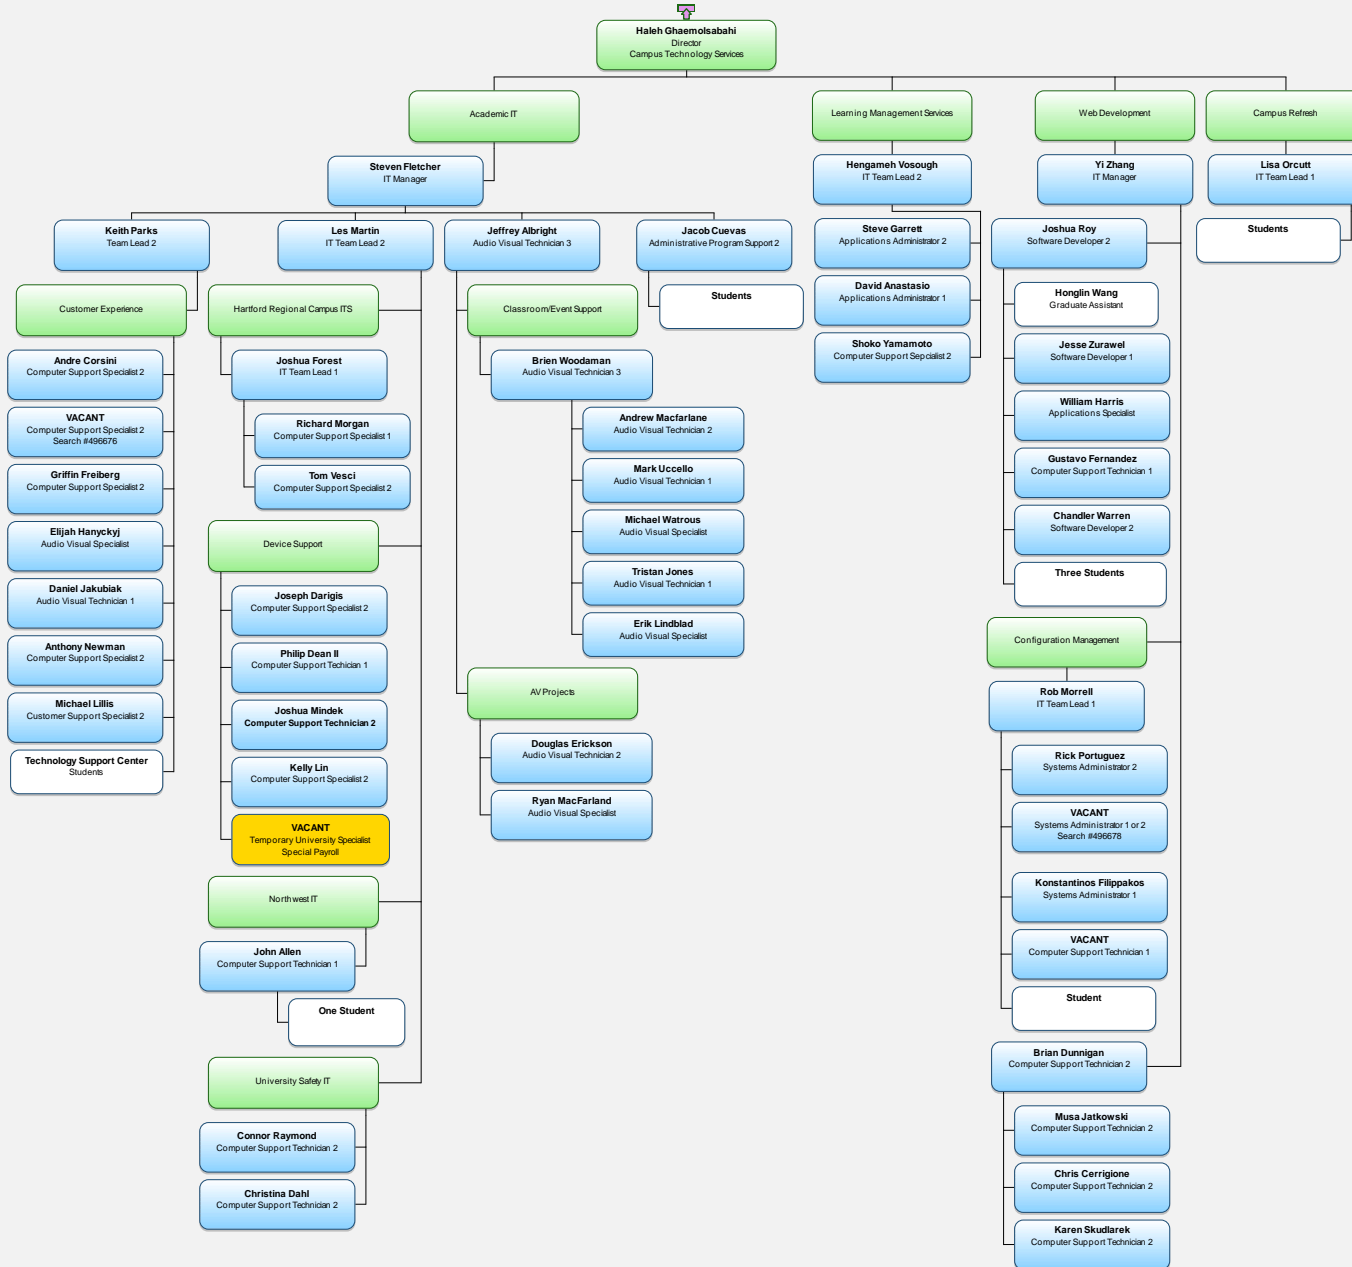 Haleh Ghaemolsabahi
Director
Campus Technology Services
Academic IT
Steven Fletcher
IT Manager
Keith Parks
Team Lead 2
Customer Experience
Andre Corsini
Computer Support Specialist 2
VACANT
Computer Support Specialist 2
Search #496676
Griffin Freiberg
Computer Support Specialist 2
Elijah Hanyckyj
Audio Visual Specialist
Daniel Jakubiak
Audio Visual Technician 1
Anthony Newman
Computer Support Specialist 2
Michael Lillis
Customer Support Specialist 2
Technology Support Center
Students
Les Martin
IT Team Lead 2
Hartford Regional Campus ITS
Joshua Forest
IT Team Lead 1
Richard Morgan
Computer Support Specialist 1
Tom Vesci
Computer Support Specialist 2
Device Support
Joseph Darigis
Computer Support Specialist 2
Philip Dean II
Computer Support Techician 1
Joshua Mindek
Computer Support Technician 2
Kelly Lin
Computer Support Specialist 2
VACANT
Temporary University Specialist
Special Payroll
Northwest IT
John Allen
Computer Support Technician 1
One Student
University Safety IT
Connor Raymond
Computer Support Technician 2
Christina Dahl
Computer Support Technician 2
Jeffrey Albright
Audio Visual Technician 3
Classroom/Event Support
Brien Woodaman
Audio Visual Technician 3
Andrew Macfarlane
Audio Visual Technician 2
Mark Uccello
Audio Visual Technician 1
Michael Watrous
Audio Visual Specialist
Tristan Jones
Audio Visual Technician 1
Erik Lindblad
Audio Visual Specialist
AV Projects
Douglas Erickson
Audio Visual Technician 2
Ryan MacFarland
Audio Visual Specialist
Jacob Cuevas
Administrative Program Support 2
Students
Learning Management Services
Hengameh Vosough
IT Team Lead 2
Steve Garrett
Applications Administrator 2
David Anastasio
Applications Administrator 1
Shoko Yamamoto
Computer Support Sepcialist 2
Web Development
Yi Zhang
IT Manager
Joshua Roy
Software Developer 2
Honglin Wang
Graduate Assistant
Jesse Zurawel
Software Developer 1
William Harris
Applications Specialist
Gustavo Fernandez
Computer Support Technician 1
Chandler Warren
Software Developer 2
Three Students
Configuration Management
Rob Morrell
IT Team Lead 1
Rick Portuguez
Systems Administrator 2
VACANT
Systems Administrator 1 or 2
Search #496678
Konstantinos Filippakos
Systems Administrator 1
VACANT
Computer Support Technician 1
Student
Brian Dunnigan
Computer Support Technician 2
Musa Jatkowski
Computer Support Technician 2
Chris Cerrigione
Computer Support Technician 2
Karen Skudlarek
Computer Support Technician 2
Campus Refresh
Lisa Orcutt
IT Team Lead 1
Students